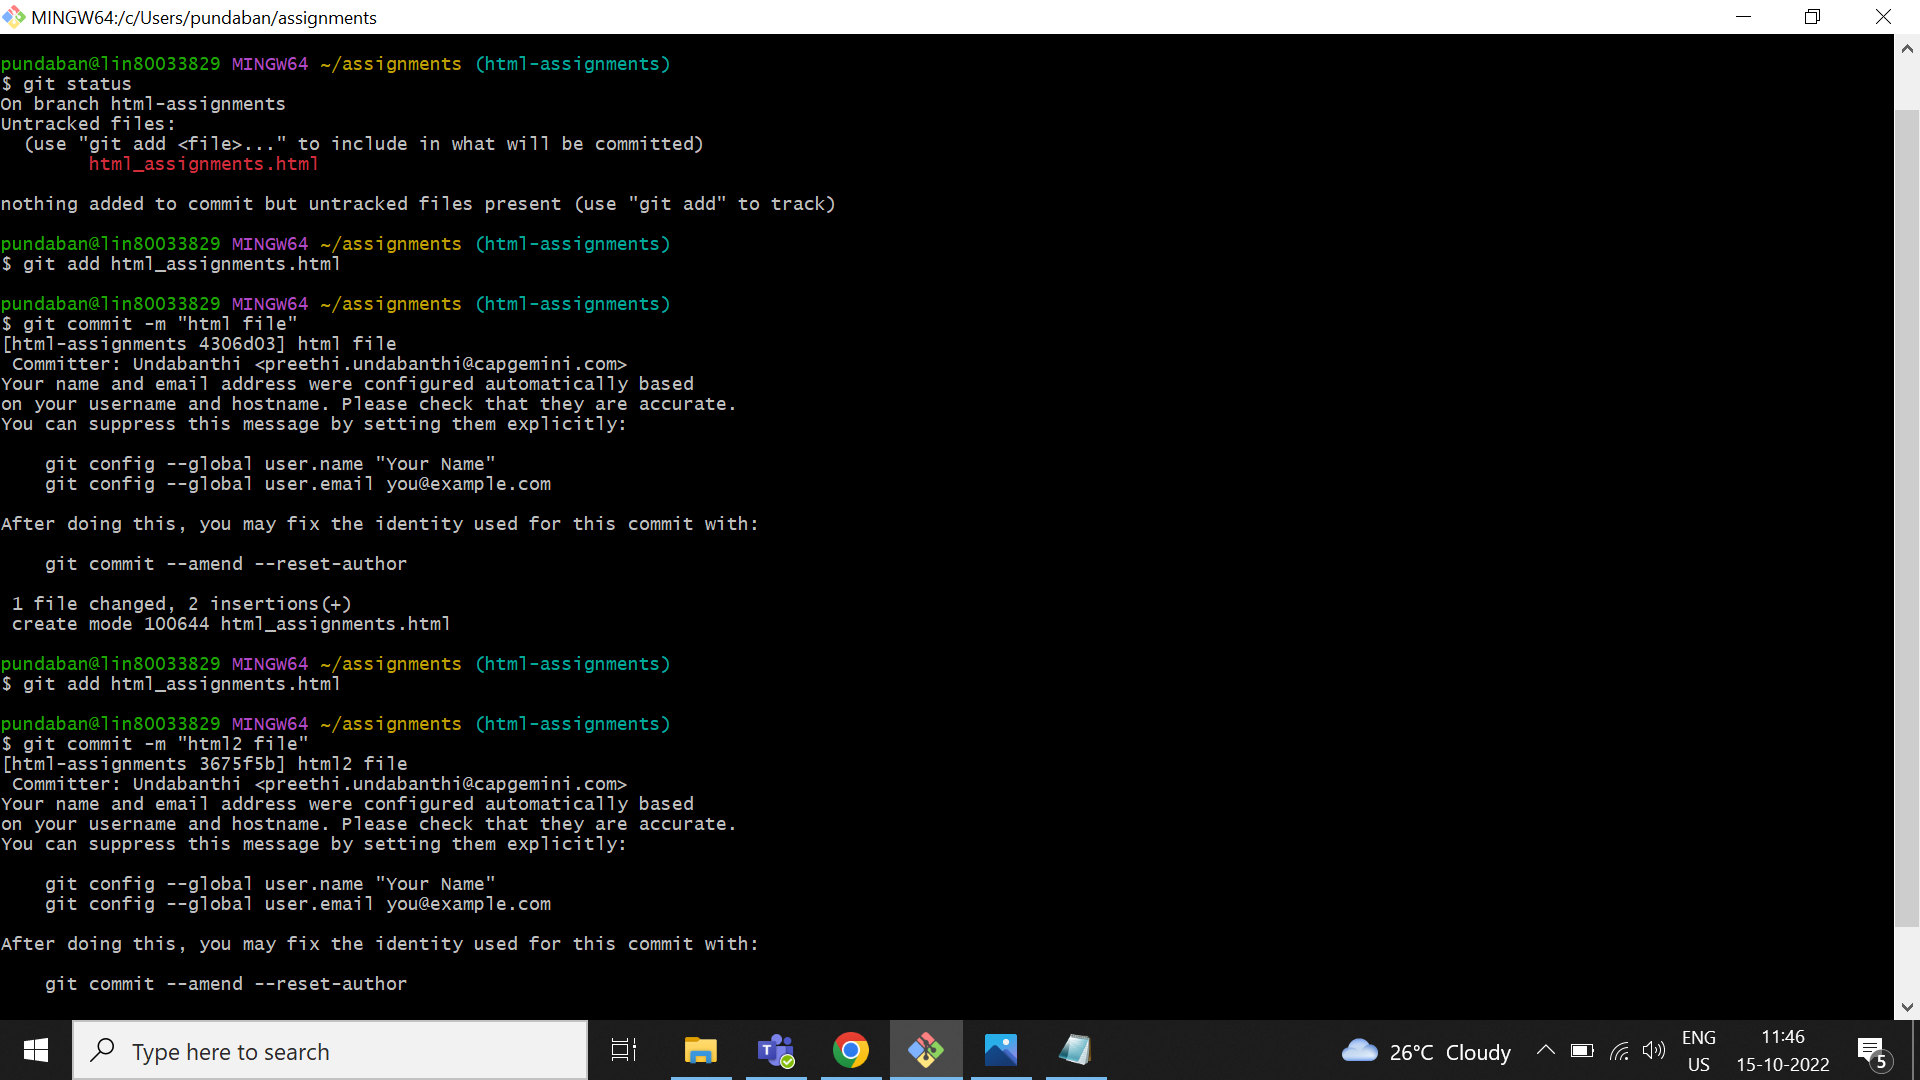 MINGW64:/c/Users/pundaban/assignments
pundaban@lin80033829 MINGW64 ~/assignments (html-assignments)
$ git status
On branch html-assignments
Untracked files:
  (use "git add <file>..." to include in what will be committed)
        html_assignments.html

nothing added to commit but untracked files present (use "git add" to track)

pundaban@lin80033829 MINGW64 ~/assignments (html-assignments)
$ git add html_assignments.html

pundaban@lin80033829 MINGW64 ~/assignments (html-assignments)
$ git commit -m "html file"
[html-assignments 4306d03] html file
 Committer: Undabanthi <preethi.undabanthi@capgemini.com>
Your name and email address were configured automatically based
on your username and hostname. Please check that they are accurate.
You can suppress this message by setting them explicitly:

    git config --global user.name "Your Name"
    git config --global user.email you@example.com

After doing this, you may fix the identity used for this commit with:

    git commit --amend --reset-author

 1 file changed, 2 insertions(+)
 create mode 100644 html_assignments.html

pundaban@lin80033829 MINGW64 ~/assignments (html-assignments)
$ git add html_assignments.html

pundaban@lin80033829 MINGW64 ~/assignments (html-assignments)
$ git commit -m "html2 file"
[html-assignments 3675f5b] html2 file
 Committer: Undabanthi <preethi.undabanthi@capgemini.com>
Your name and email address were configured automatically based
on your username and hostname. Please check that they are accurate.
You can suppress this message by setting them explicitly:

    git config --global user.name "Your Name"
    git config --global user.email you@example.com

After doing this, you may fix the identity used for this commit with:

    git commit --amend --reset-author
Type here to search
26°C Cloudy
ENG
US
11:46
15-10-2022
5